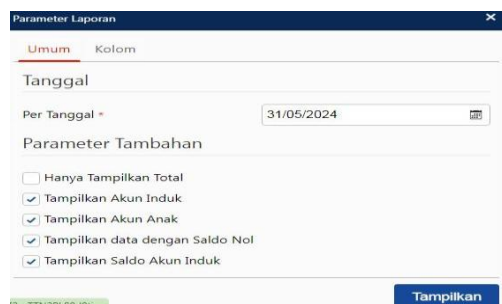 Parameter Laporan
Umum Kolom
Tanggal
Per Tanggal * 31/05/2024
Parameter Tambahan
Hanya Tampilkan Total
Tampilkan Akun Induk
Tampilkan Akun Anak
Tampilkan data dengan Saldo Nol
Tampilkan Saldo Akun Induk
Tampilkan